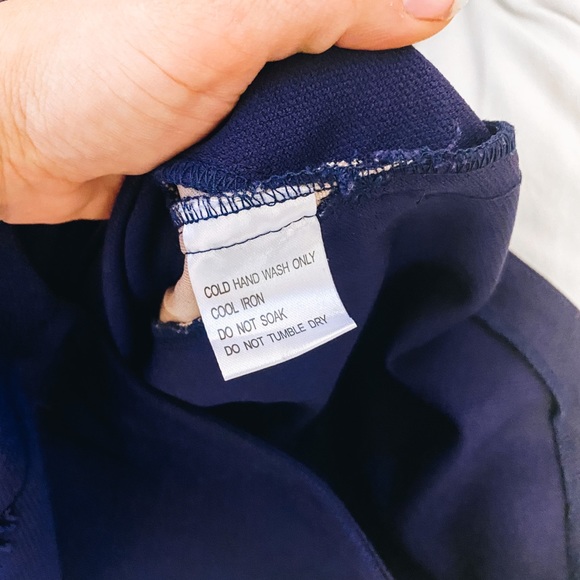 COLD HAND WASH ONLY
COOL IRON
DO NOT SOAK
DO NOT TUMBLE DRY